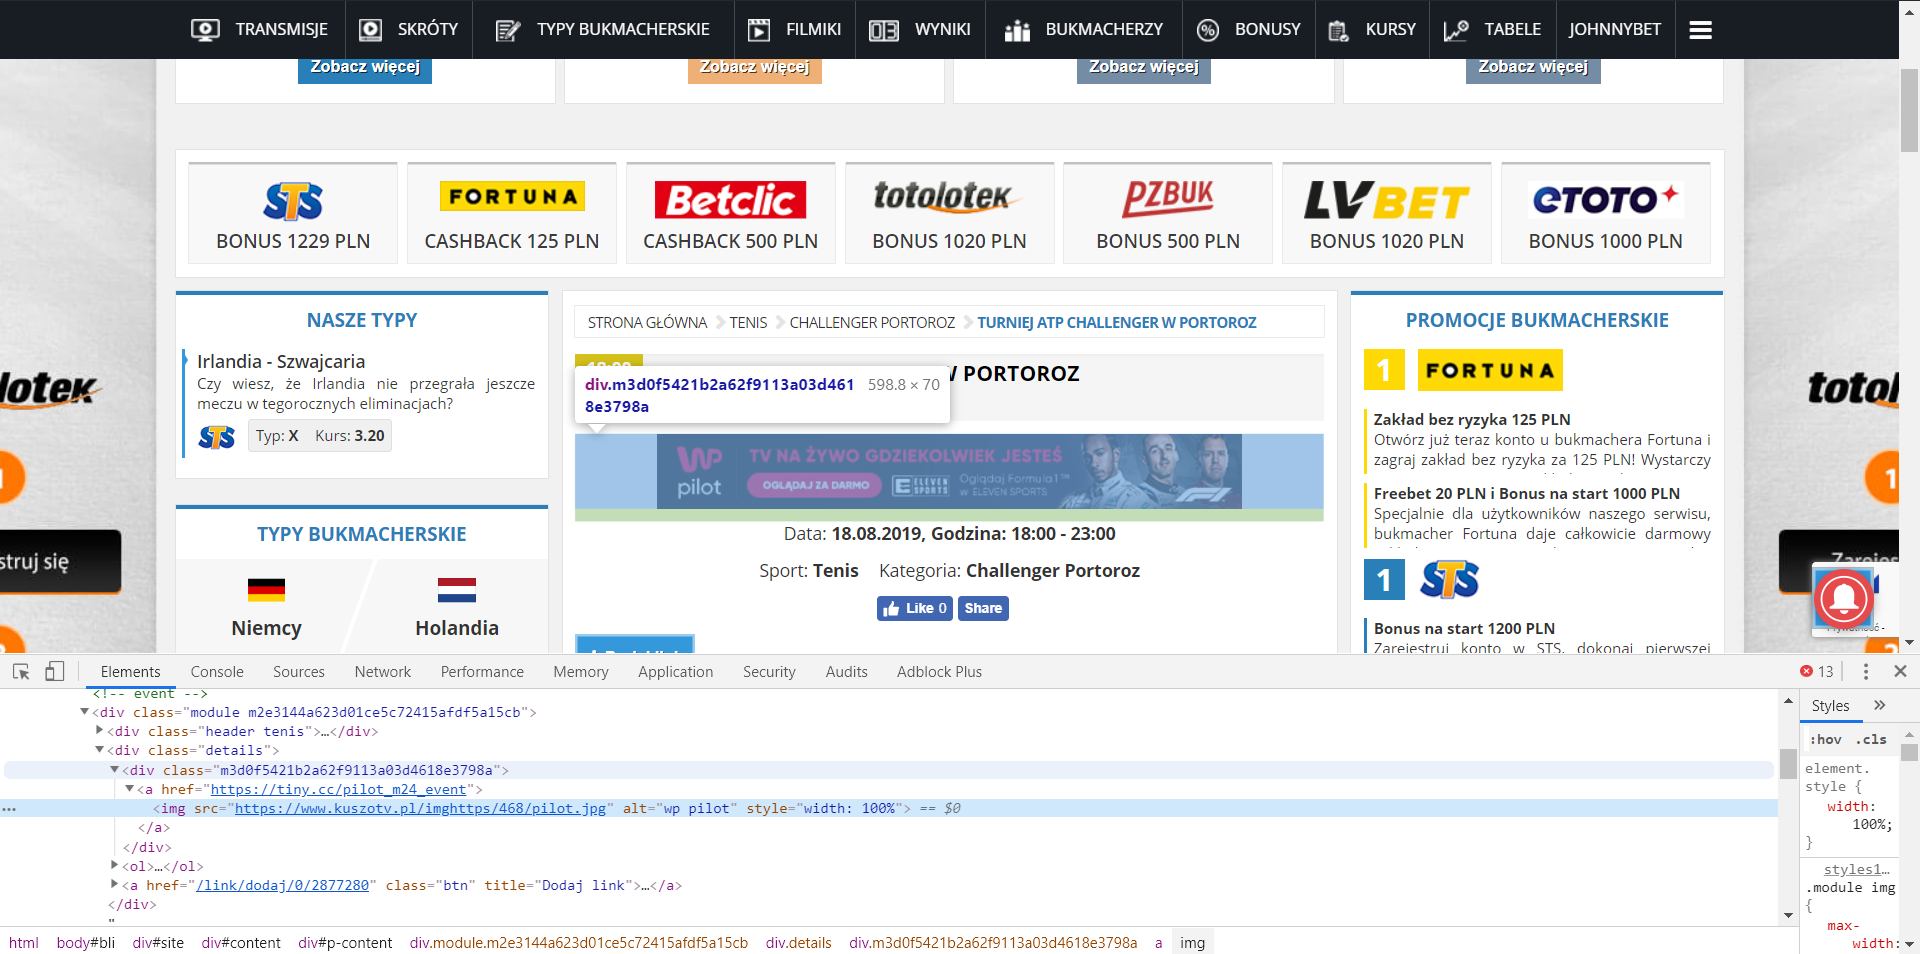 TRANSMISJE
SKRÓTY
TYPY BUKMACHERSKIE
FILMIKI
WYNIKI
BUKMACHERZY
BONUSY
KURSY
TABELE
JOHNNYBET
Zobacz więcej
Zobacz więcej
Zobacz więcej
Zobacz więcej
STS
BONUS 1229 PLN
FORTUNA
CASHBACK 125 PLN
Betclic
CASHBACK 500 PLN
totolotek
BONUS 1020 PLN
PZBUK
BONUS 500 PLN
LVBET
BONUS 1020 PLN
eTOTO
BONUS 1000 PLN
NASZE TYPY
Irlandia - Szwajcaria
Czy wiesz, że Irlandia nie przegrała jeszcze
meczu w tegorocznych eliminacjach?
STS
Typ: X Kurs: 3.20
TYPY BUKMACHERSKIE
Niemcy
Holandia
STRONA GŁÓWNA
TENIS
CHALLENGER PORTOROZ
TURNIEJ ATP CHALLENGER W PORTOROZ
W PORTOROZ
div.m3d0f5421b2a62f9113a03d461
8e3798a
598.8 × 70
WP
pilot
TV NA ŻYWO GDZIEKOLWIEK JESTEŚ
OGLĄDAJ ZA DARMO
ELEVEN
SPORTS
Oglądaj Formula 1™
w ELEVEN SPORTS
Data: 18.08.2019, Godzina: 18:00 - 23:00
Sport: Tenis Kategoria: Challenger Portoroz
Like 0
Share
PROMOCJE BUKMACHERSKIE
1
FORTUNA
Zakład bez ryzyka 125 PLN
Otwórz już teraz konto u bukmachera Fortuna i
zagraj zakład bez ryzyka za 125 PLN! Wystarczy
Freebet 20 PLN i Bonus na start 1000 PLN
Specjalnie dla użytkowników naszego serwisu,
bukmacher Fortuna daje całkowicie darmowy
1
STS
Bonus na start 1200 PLN
Zarejestruj konto w STS, dokonaj pierwszej
lotek
1
struj się
totol
1
Zarejes
Elements
Console
Sources
Network
Performance
Memory
Application
Security
Audits
Adblock Plus
13
<!-- event -->
<div class="module m2e3144a623d01ce5c72415afdf5a15cb">
<div class="header tenis">…</div>
<div class="details">
<div class="m3d0f5421b2a62f9113a03d4618e3798a">
<a href="https://tiny.cc/pilot_m24_event">
<img src="https://www.kuszotv.pl/imghttps/468/pilot.jpg" alt="wp pilot" style="width: 100%"> == $0
</a>
</div>
<ol>…</ol>
<a href="/link/dodaj/0/2877280" class="btn" title="Dodaj link">…</a>
</div>
"
Styles
:hov .cls
element.
style {
width:
100%;
}
styles1…
.module img
{
max-
width:
html
body#bli
div#site
div#content
div#p-content
div.module.m2e3144a623d01ce5c72415afdf5a15cb
div.details
div.m3d0f5421b2a62f9113a03d4618e3798a
a
img